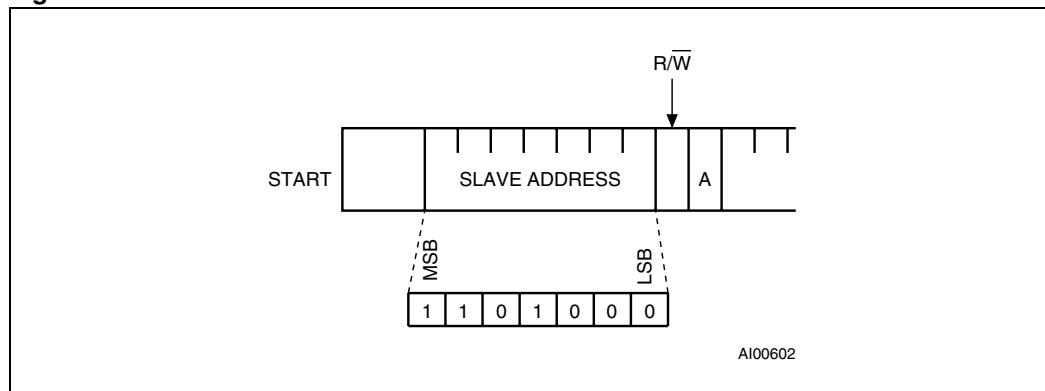 R/W̅
START
SLAVE ADDRESS
A
MSB
LSB
1 1 0 1 0 0 0
AI00602